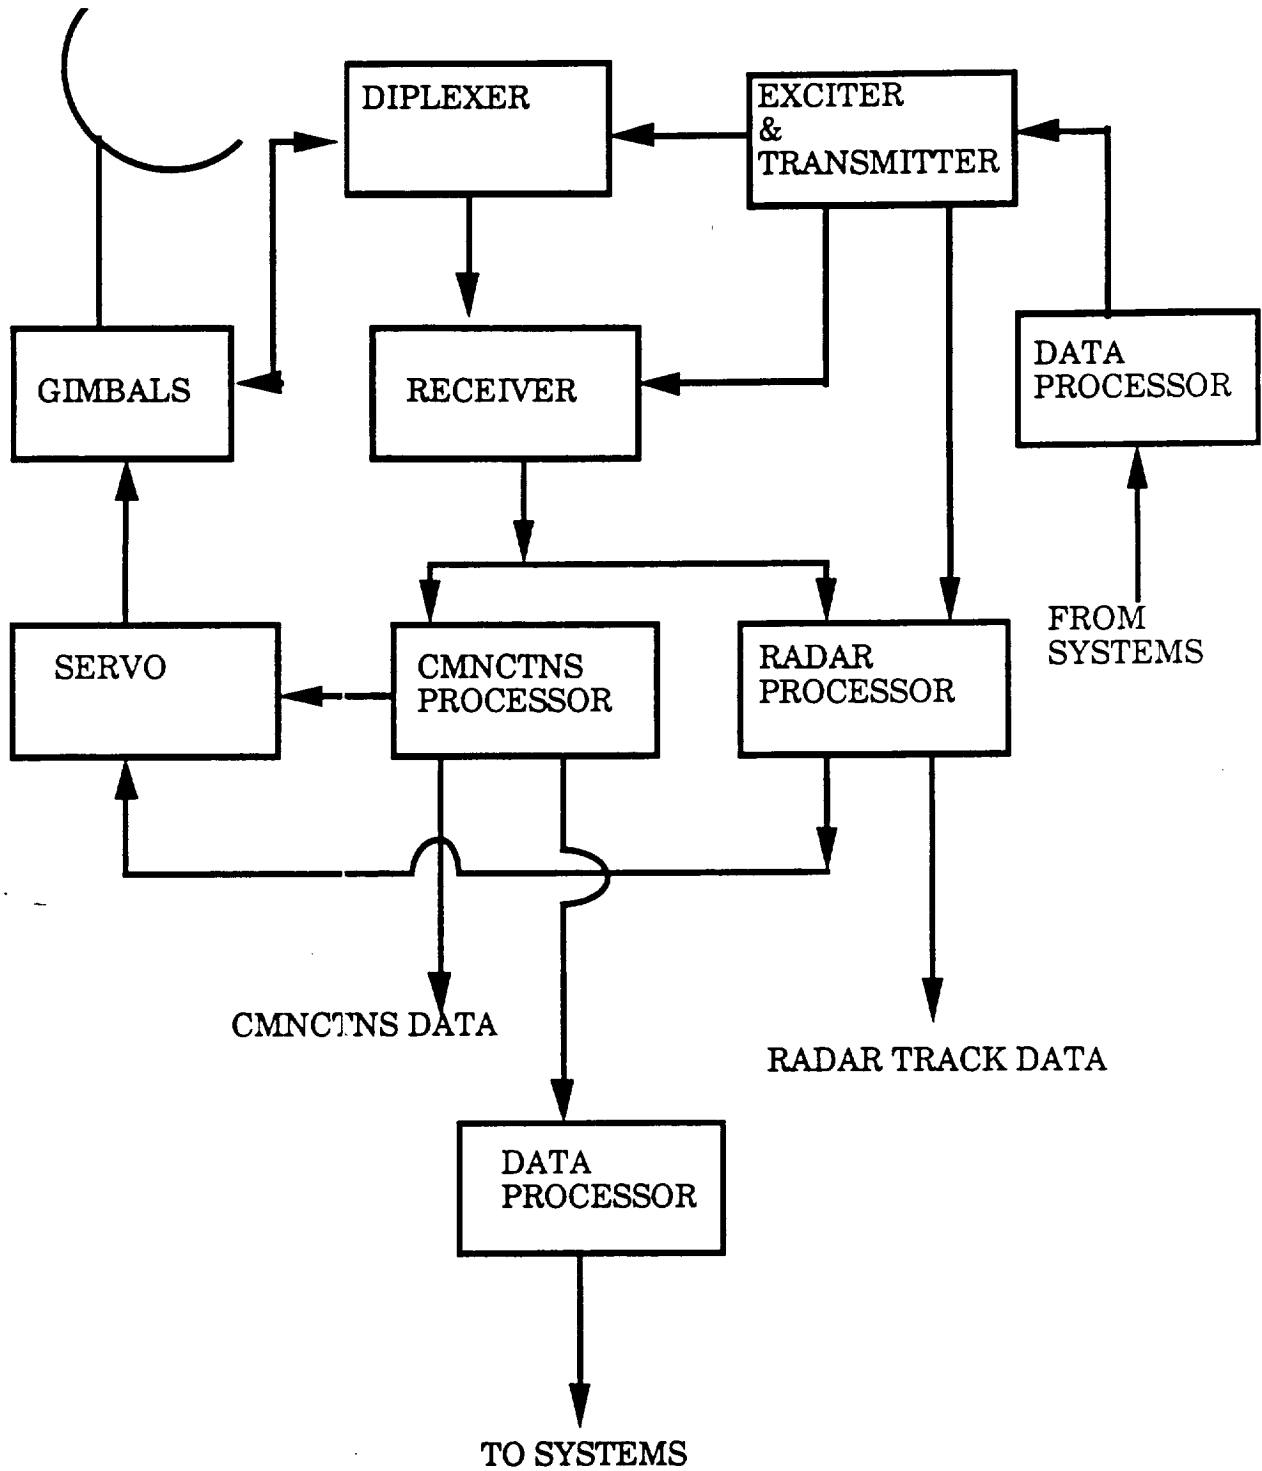 DIPLEXER
EXCITER
&
TRANSMITTER
GIMBALS
RECEIVER
DATA
PROCESSOR
FROM
SYSTEMS
SERVO
CMNCTNS
PROCESSOR
RADAR
PROCESSOR
CMNCTNS DATA
RADAR TRACK DATA
DATA
PROCESSOR
TO SYSTEMS